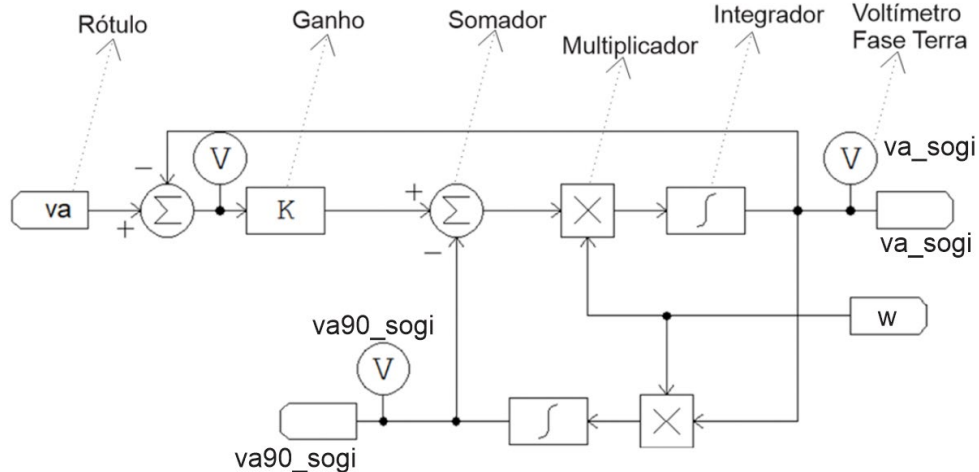 Rótulo
Ganho
Somador
Multiplicador
Integrador
Voltímetro
Fase Terra
V
V
va_sogi
va
+
−
Σ
K
+
−
Σ
×
∫
va_sogi
w
va90_sogi
V
×
∫
va90_sogi